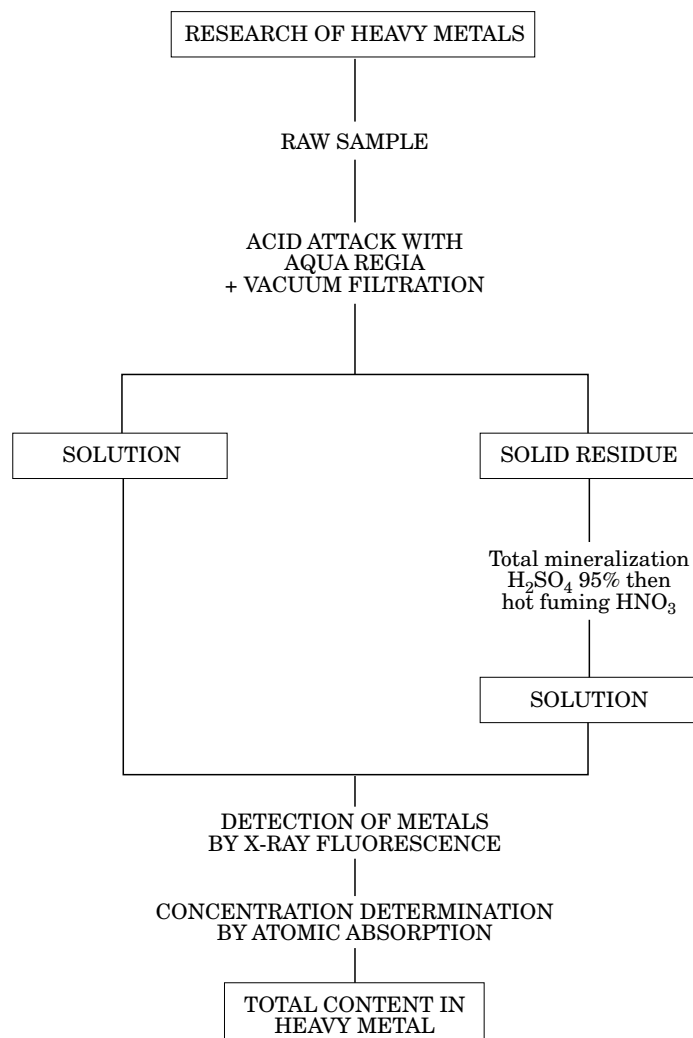 RESEARCH OF HEAVY METALS
RAW SAMPLE
ACID ATTACK WITH
AQUA REGIA
+ VACUUM FILTRATION
SOLUTION
SOLID RESIDUE
Total mineralization
H₂SO₄ 95% then
hot fuming HNO₃
SOLUTION
DETECTION OF METALS
BY X-RAY FLUORESCENCE
CONCENTRATION DETERMINATION
BY ATOMIC ABSORPTION
TOTAL CONTENT IN
HEAVY METAL